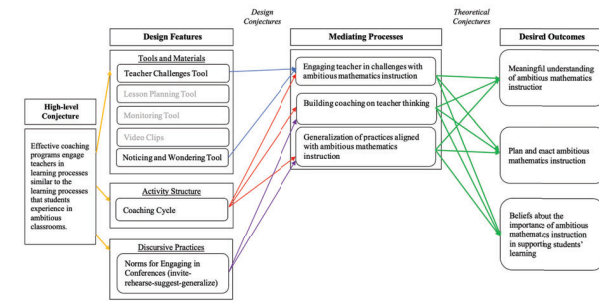 Design
Conjectures
Theoretical
Conjectures
Design Features
Mediating Processes
Desired Outcomes
Tools and Materials
Teacher Challenges Tool
Lesson Planning Tool
Monitoring Tool
Video Clips
Noticing and Wondering Tool
High-level
Conjecture
Effective coaching
programs engage
teachers in
learning processes
similar to the
learning processes
that students
experience in
ambitious
classrooms.
Activity Structure
Coaching Cycle
Discursive Practices
Norms for Engaging in
Conferences (invite-
rehearse-suggest-generalize)
Engaging teacher in challenges with
ambitious mathematics instruction
Building coaching on teacher thinking
Generalization of practices aligned
with ambitious mathematics
instruction
Meaningful understanding
of ambitious mathematics
instruction
Plan and enact ambitious
mathematics instruction
Beliefs about the
importance of ambitious
mathematics instruction
in supporting students'
learning